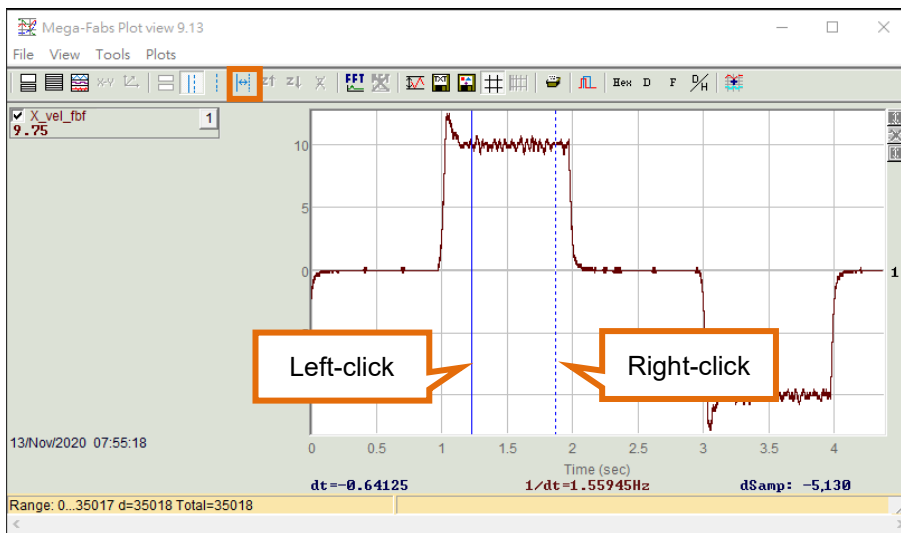 Mega-Fabs Plot view 9.13
File View Tools Plots
x-y z↑ z↓ FFT TXT Hex D F D/H
X_vel_fbf 1
9.75
10
5
0
1
Left-click
Right-click
13/Nov/2020 07:55:18
0 0.5 1 1.5 2 2.5 3 3.5 4
Time (sec)
dt=-0.64125 1/dt=1.55945Hz dSamp: -5,130
Range: 0...35017 d=35018 Total=35018